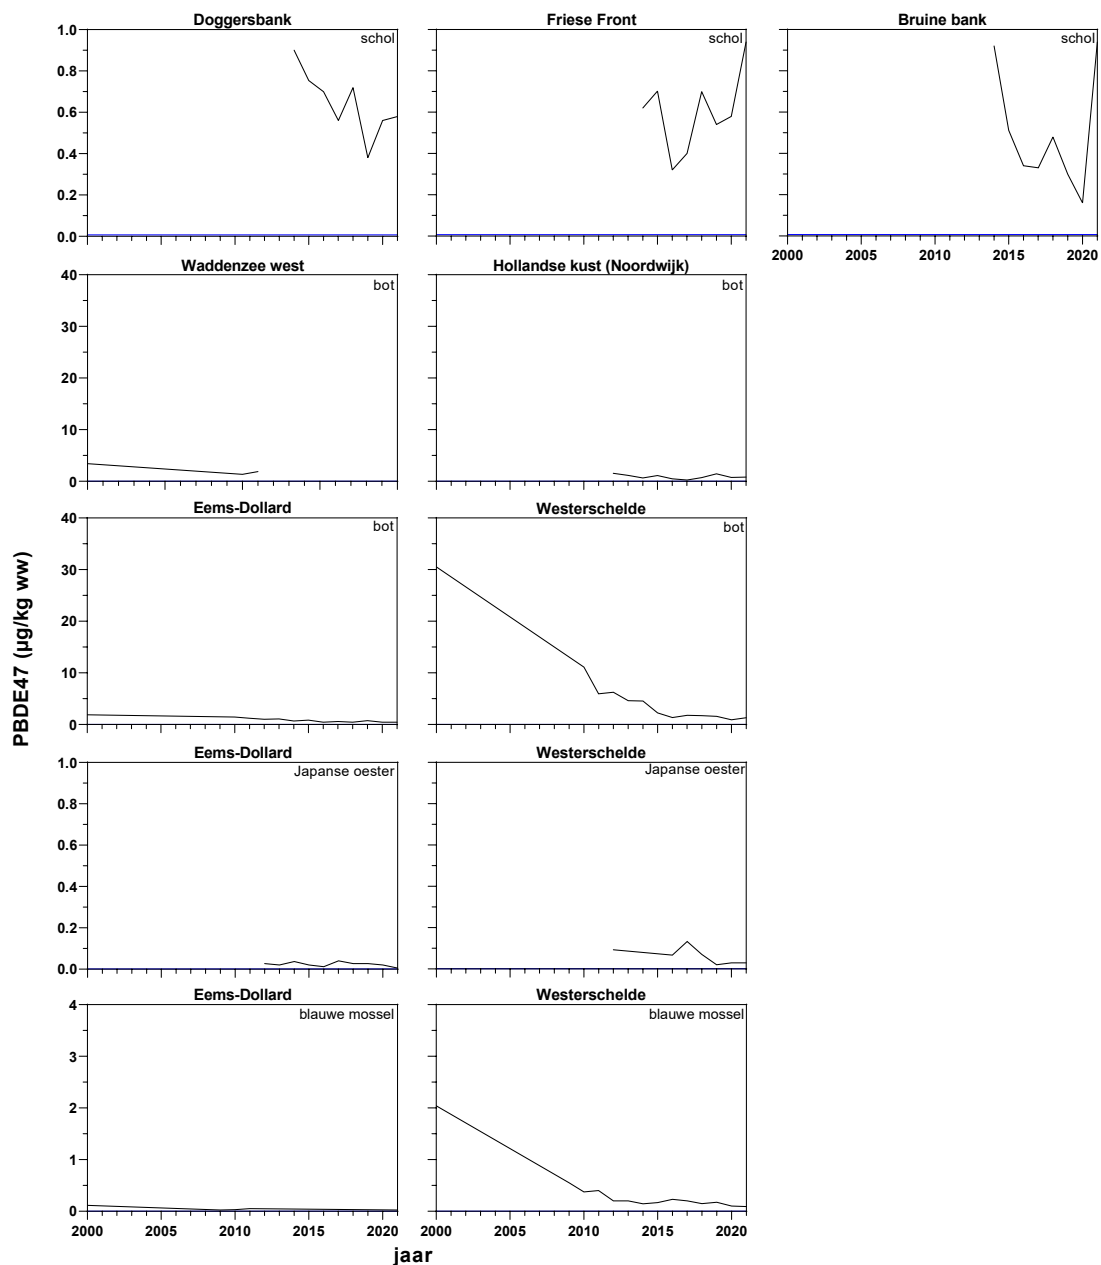 Doggersbank Friese Front Bruine bank
1.0 schol schol schol
0.8
0.6
0.4
0.2
0.0
2000 2005 2010 2015 2020
Waddenzee west Hollandse kust (Noordwijk)
40 bot bot
30
20
10
0
Eems-Dollard Westerschelde
40 bot bot
30
20
10
0
PBDE47 (µg/kg ww)
Eems-Dollard Westerschelde
1.0 Japanse oester Japanse oester
0.8
0.6
0.4
0.2
0.0
Eems-Dollard Westerschelde
4 blauwe mossel blauwe mossel
3
2
1
0
2000 2005 2010 2015 2020 2000 2005 2010 2015 2020
jaar